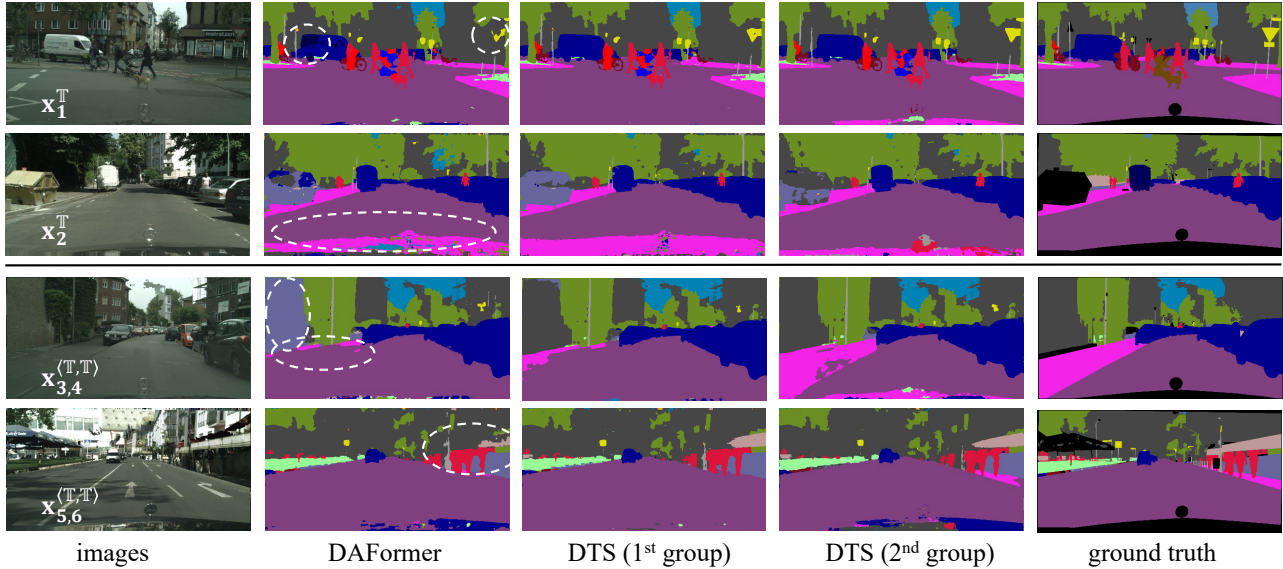 x₁^𝕋
x₂^𝕋
x₃,₄^⟨𝕋,𝕋⟩
x₅,₆^⟨𝕋,𝕋⟩
images DAFormer DTS (1st group) DTS (2nd group) ground truth